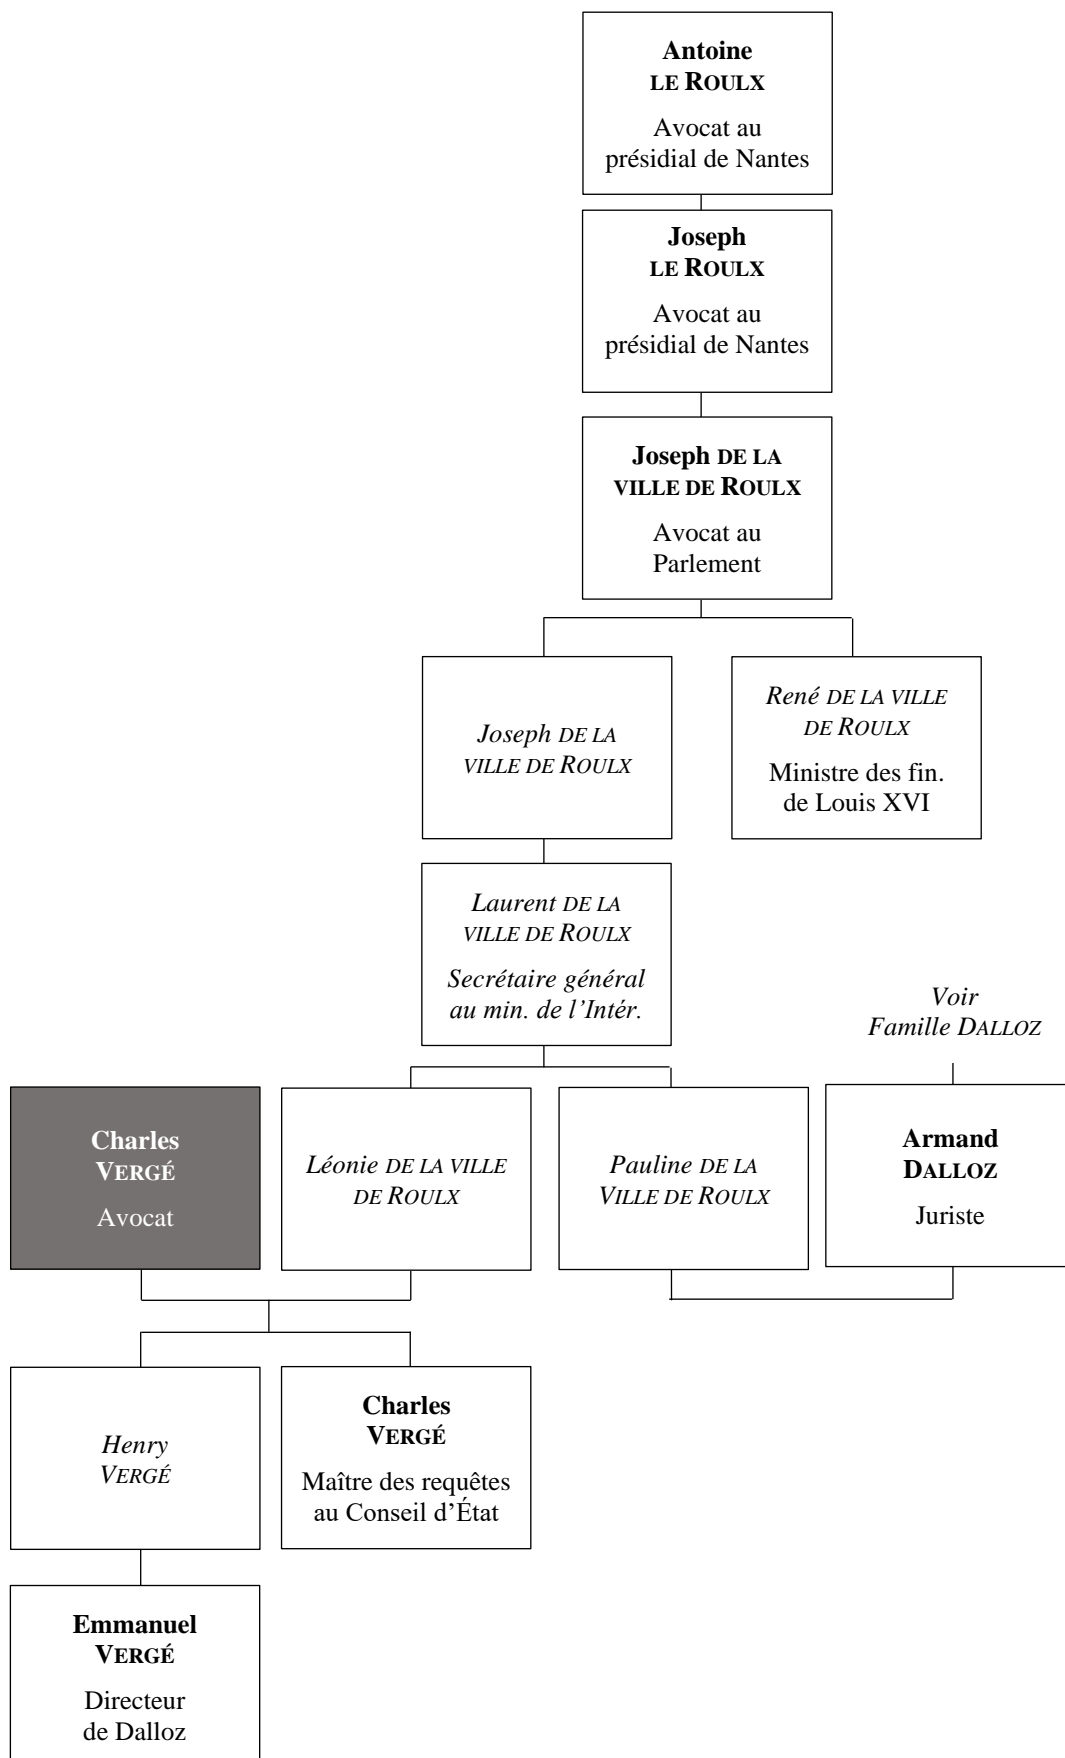 Antoine
LE ROULX
Avocat au
présidial de Nantes
Joseph
LE ROULX
Avocat au
présidial de Nantes
Joseph DE LA
VILLE DE ROULX
Avocat au
Parlement
Joseph DE LA
VILLE DE ROULX
René DE LA VILLE
DE ROULX
Ministre des fin.
de Louis XVI
Laurent DE LA
VILLE DE ROULX
Secrétaire général
au min. de l’Intér.
Voir
Famille DALLOZ
Charles
VERGÉ
Avocat
Léonie DE LA VILLE
DE ROULX
Pauline DE LA
VILLE DE ROULX
Armand
DALLOZ
Juriste
Henry
VERGÉ
Charles
VERGÉ
Maître des requêtes
au Conseil d’État
Emmanuel
VERGÉ
Directeur
de Dalloz